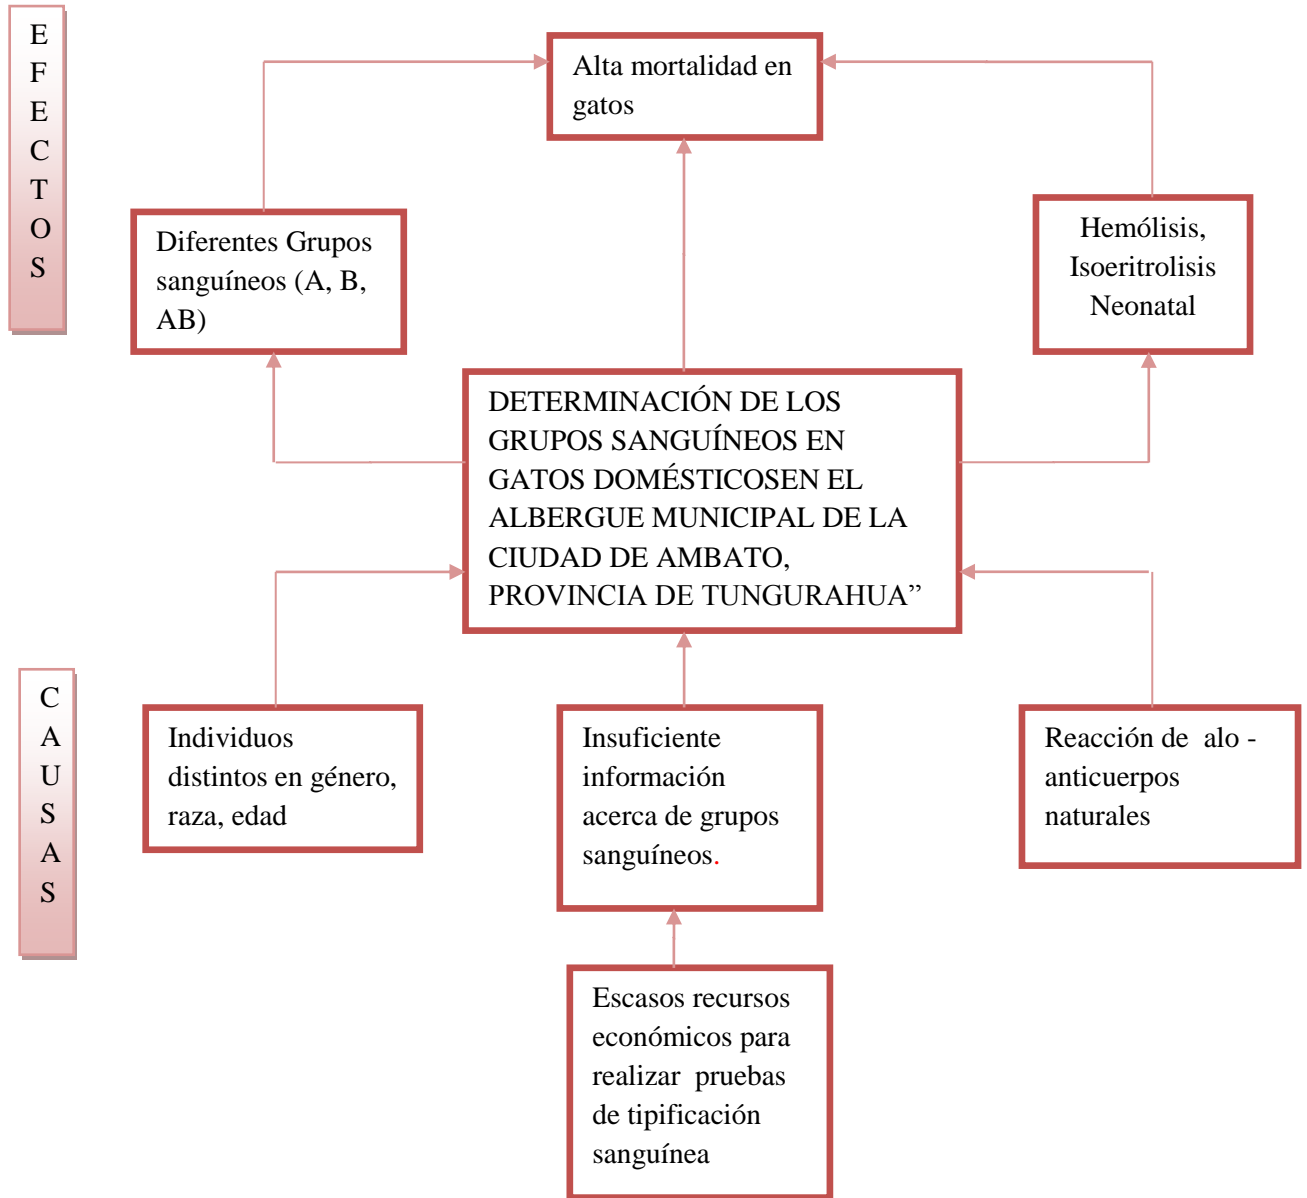 E
F
E
C
T
O
S
Alta mortalidad en
gatos
Diferentes Grupos
sanguíneos (A, B,
AB)
Hemólisis,
Isoeritrolisis
Neonatal
DETERMINACIÓN DE LOS
GRUPOS SANGUÍNEOS EN
GATOS DOMÉSTICOSEN EL
ALBERGUE MUNICIPAL DE LA
CIUDAD DE AMBATO,
PROVINCIA DE TUNGURAHUA”
C
A
U
S
A
S
Individuos
distintos en género,
raza, edad
Insuficiente
información
acerca de grupos
sanguíneos.
Reacción de alo -
anticuerpos
naturales
Escasos recursos
económicos para
realizar pruebas
de tipificación
sanguínea